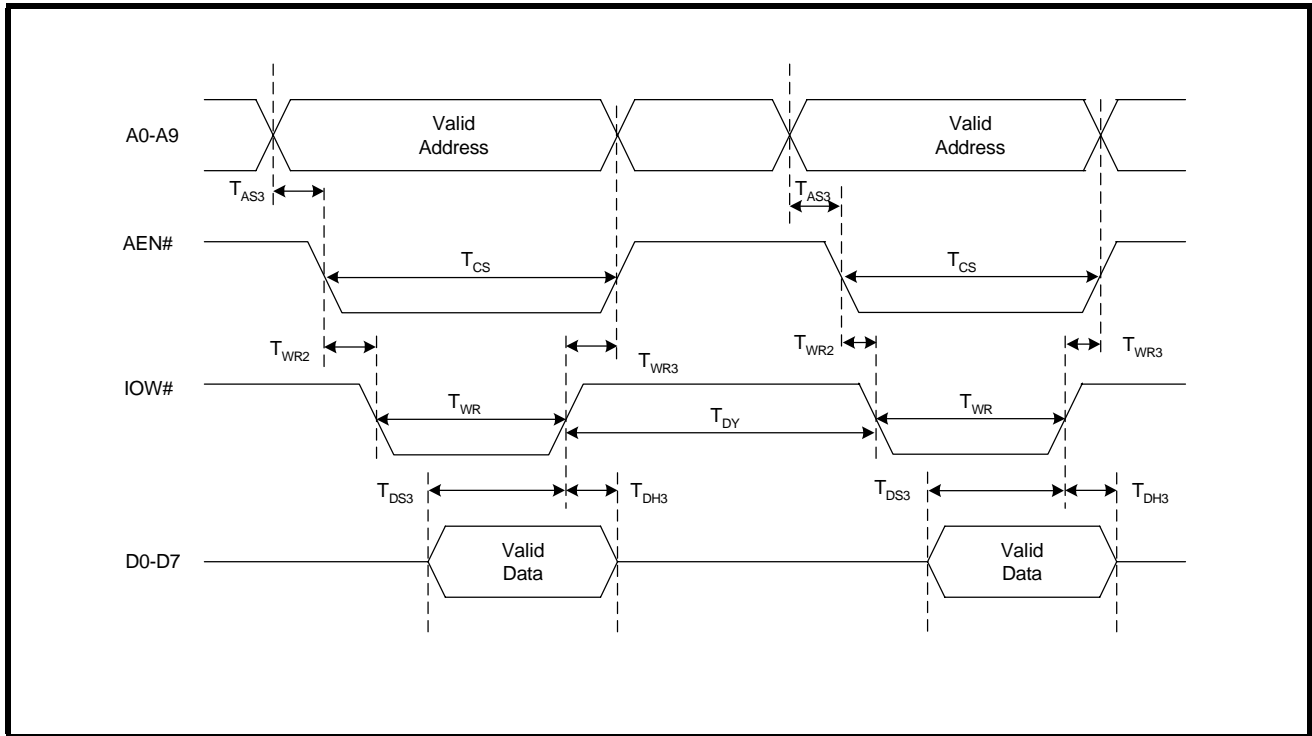 A0-A9
Valid
Address
Valid
Address
TAS3
TAS3
AEN#
TCS
TCS
TWR2
TWR3
TWR2
TWR3
IOW#
TWR
TDY
TWR
TDS3
TDH3
TDS3
TDH3
D0-D7
Valid
Data
Valid
Data